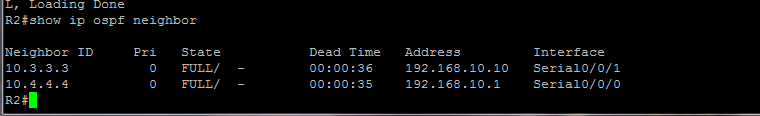 L, Loading Done
R2#show ip ospf neighbor
Neighbor ID     Pri   State           Dead Time   Address         Interface
10.3.3.3          0   FULL/  -        00:00:36    192.168.10.10   Serial0/0/1
10.4.4.4          0   FULL/  -        00:00:35    192.168.10.1    Serial0/0/0
R2#